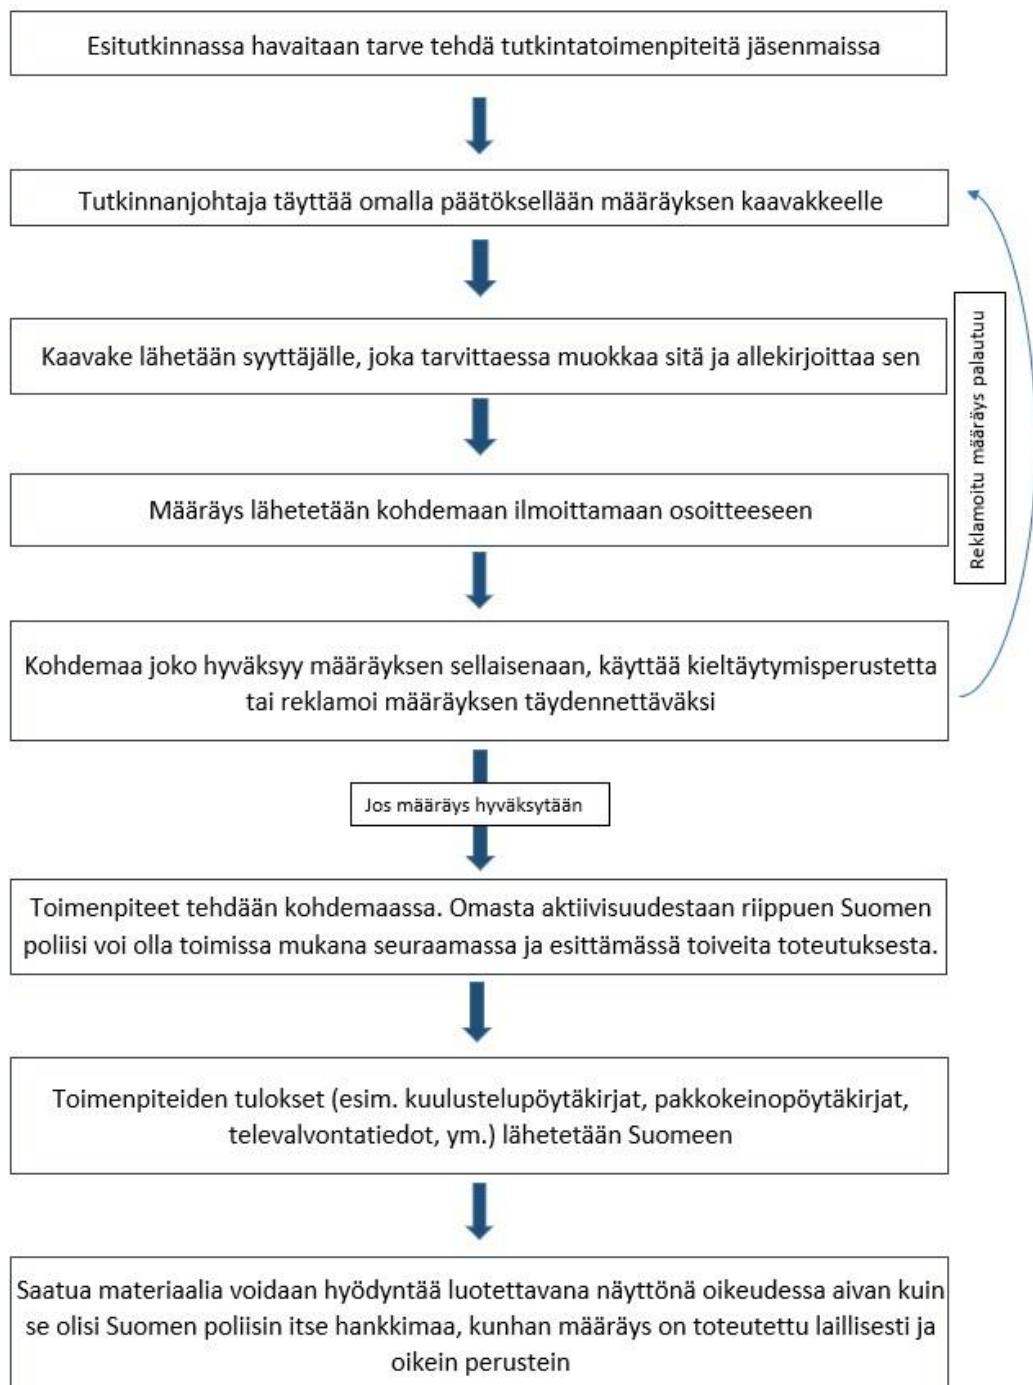 Esitutkinnassa havaitaan tarve tehdä tutkintatoimenpiteitä jäsenmaissa
Tutkinnanjohtaja täyttää omalla päätöksellään määräyksen kaavakkeelle
Kaavake lähetään syyttäjälle, joka tarvittaessa muokkaa sitä ja allekirjoittaa sen
Reklamoitu määräys palautuu
Määräys lähetetään kohdemaan ilmoittamaan osoitteeseen
Kohdemaa joko hyväksyy määräyksen sellaisenaan, käyttää kieltäytymisperustetta
tai reklamoi määräyksen täydennettäväksi
Jos määräys hyväksytään
Toimenpiteet tehdään kohdemaassa. Omasta aktiivisuudestaan riippuen Suomen
poliisi voi olla toimissa mukana seuraamassa ja esittämässä toiveita toteutuksesta.
Toimenpiteiden tulokset (esim. kuulustelupöytäkirjat, pakkokeinopöytäkirjat,
televalvontatiedot, ym.) lähetetään Suomeen
Saatua materiaalia voidaan hyödyntää luotettavana näyttönä oikeudessa aivan kuin
se olisi Suomen poliisin itse hankkimaa, kunhan määräys on toteutettu laillisesti ja
oikein perustein